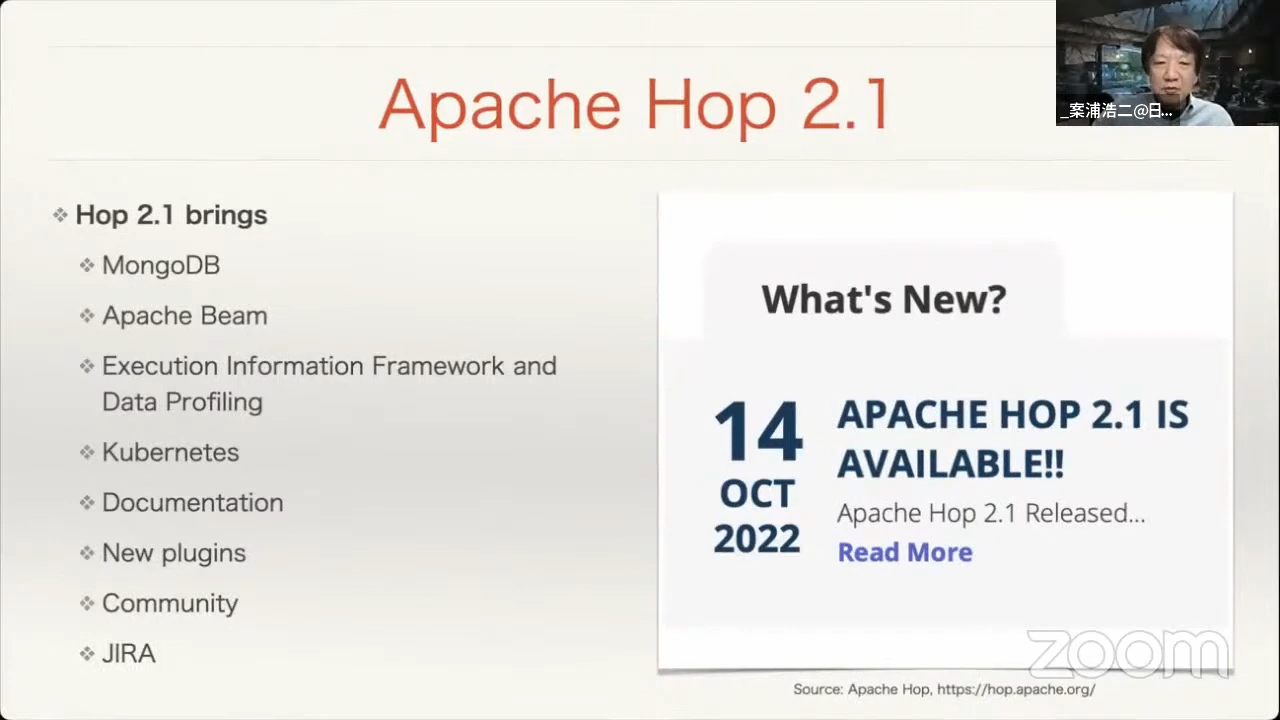 Apache Hop 2.1
_案浦浩二@日...
Hop 2.1 brings
MongoDB
Apache Beam
Execution Information Framework and
Data Profiling
Kubernetes
Documentation
New plugins
Community
JIRA
What's New?
14
OCT
2022
APACHE HOP 2.1 IS
AVAILABLE!!
Apache Hop 2.1 Released...
Read More
zoom
Source: Apache Hop, https://hop.apache.org/